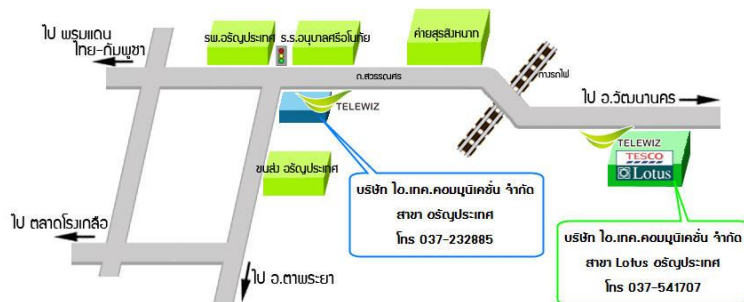 ไป พรมแดน
ไทย-กัมพูชา
รพ.อรัญประเทศ
ร.ร.อนุบาลศรีอโนทัย
ค่ายสุรสิงหนาท
ถ.สุวรรณศร
ทางรถไฟ
ไป อ.วัฒนานคร
TELEWIZ
TELEWIZ
TESCO
Lotus
ขนส่ง อรัญประเทศ
บริษัท ไอ.เทค.คอมมูนิเคชั่น จำกัด
สาขา อรัญประเทศ
โทร 037-232885
บริษัท ไอ.เทค.คอมมูนิเคชั่น จำกัด
สาขา Lotus อรัญประเทศ
โทร 037-541707
ไป ตลาดโรงเกลือ
ไป อ.ตาพระยา